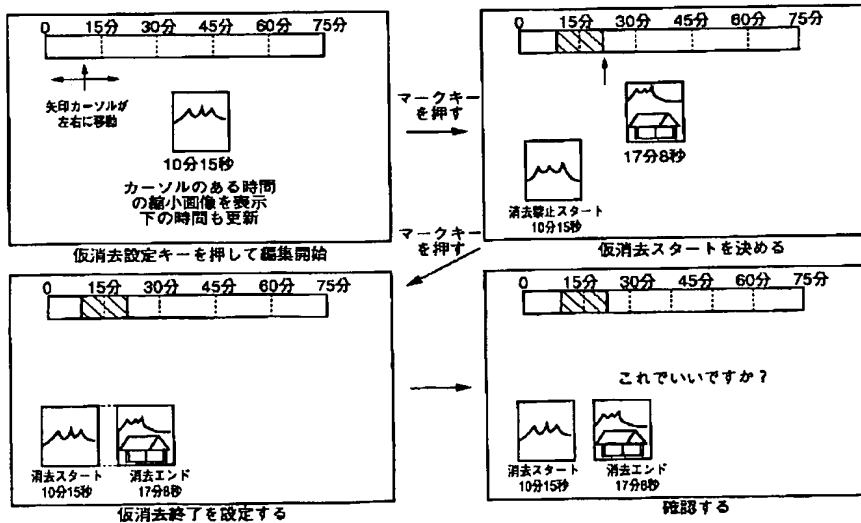 0 15分 30分 45分 60分 75分
矢印カーソルが
左右に移動
10分15秒
カーソルのある時間
の縮小画像を表示
下の時間も更新
仮消去設定キーを押して編集開始
マークキー
を押す
0 15分 30分 45分 60分 75分
17分8秒
消去禁止スタート
10分15秒
仮消去スタートを決める
マークキー
を押す
0 15分 30分 45分 60分 75分
消去スタート
10分15秒
消去エンド
17分8秒
仮消去終了を設定する
0 15分 30分 45分 60分 75分
これでいいですか?
消去スタート
10分15秒
消去エンド
17分8秒
確認する